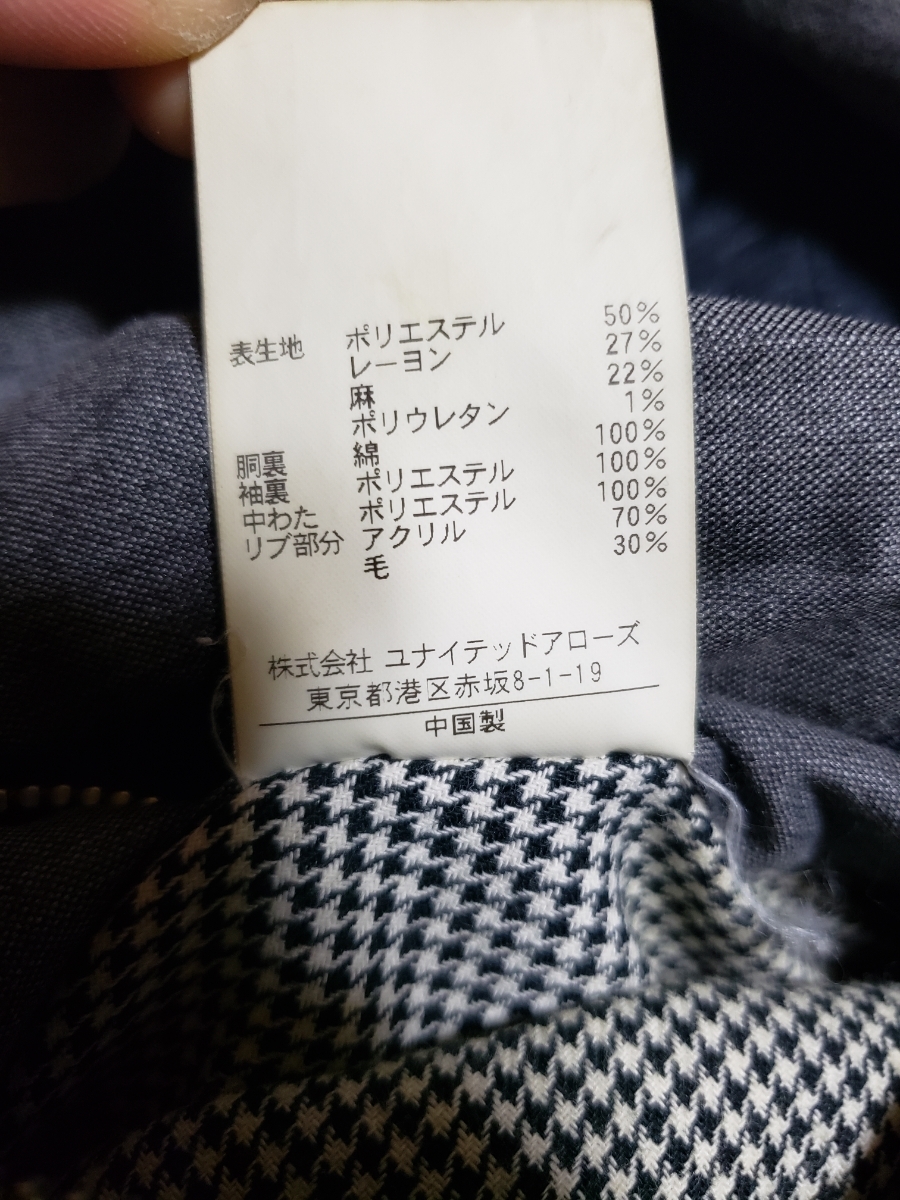 表生地 ポリエステル 50%
レーヨン 27%
麻 22%
ポリウレタン 1%
胴裏 綿 100%
袖裏 ポリエステル 100%
中わた ポリエステル 100%
リブ部分 アクリル 70%
毛 30%
株式会社 ユナイテッドアローズ
東京都港区赤坂8-1-19
中国製